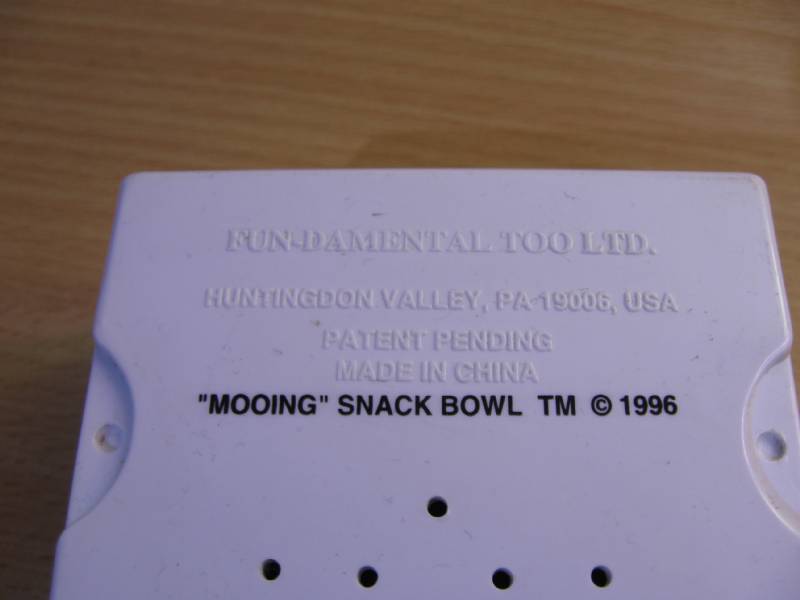 FUN-DAMENTAL TOO LTD.
HUNTINGDON VALLEY, PA 19006, USA
PATENT PENDING
MADE IN CHINA
"MOOING" SNACK BOWL TM © 1996